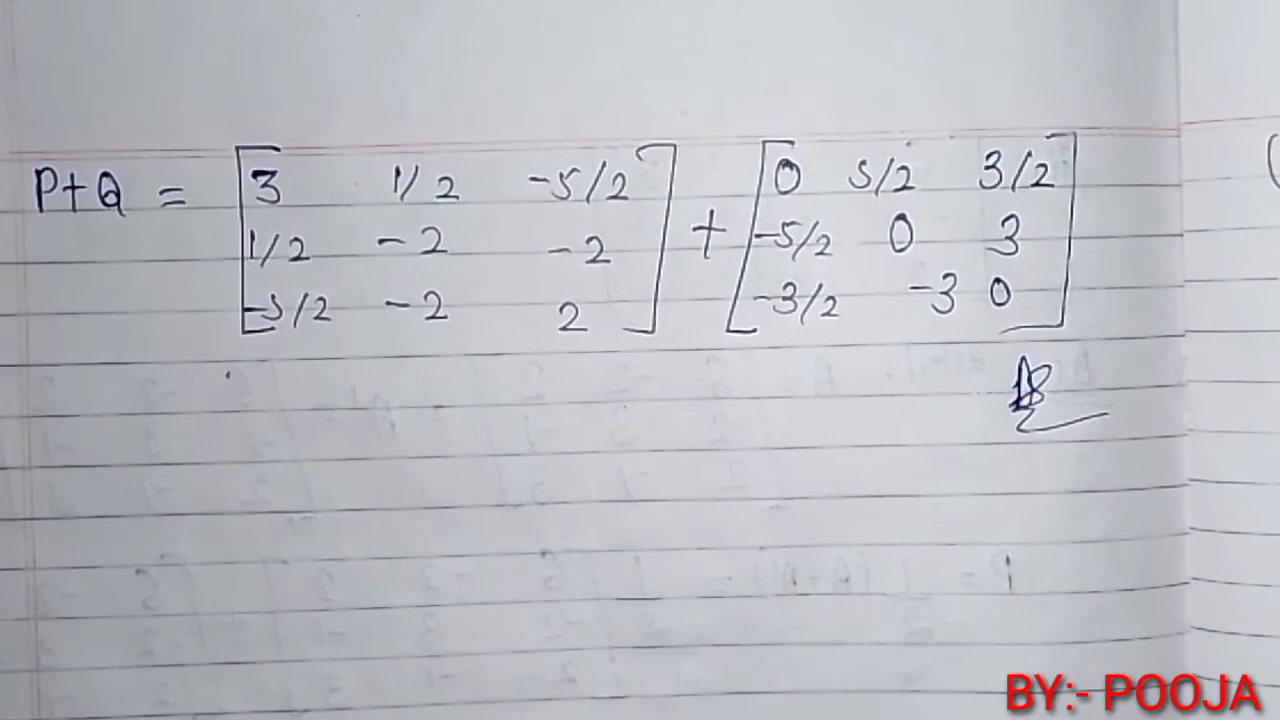 P+Q = [3 1/2 -5/2] + [0 5/2 3/2]
[1/2 -2 -2] [-5/2 0 3]
[-5/2 -2 2] [-3/2 -3 0]
BY:- POOJA